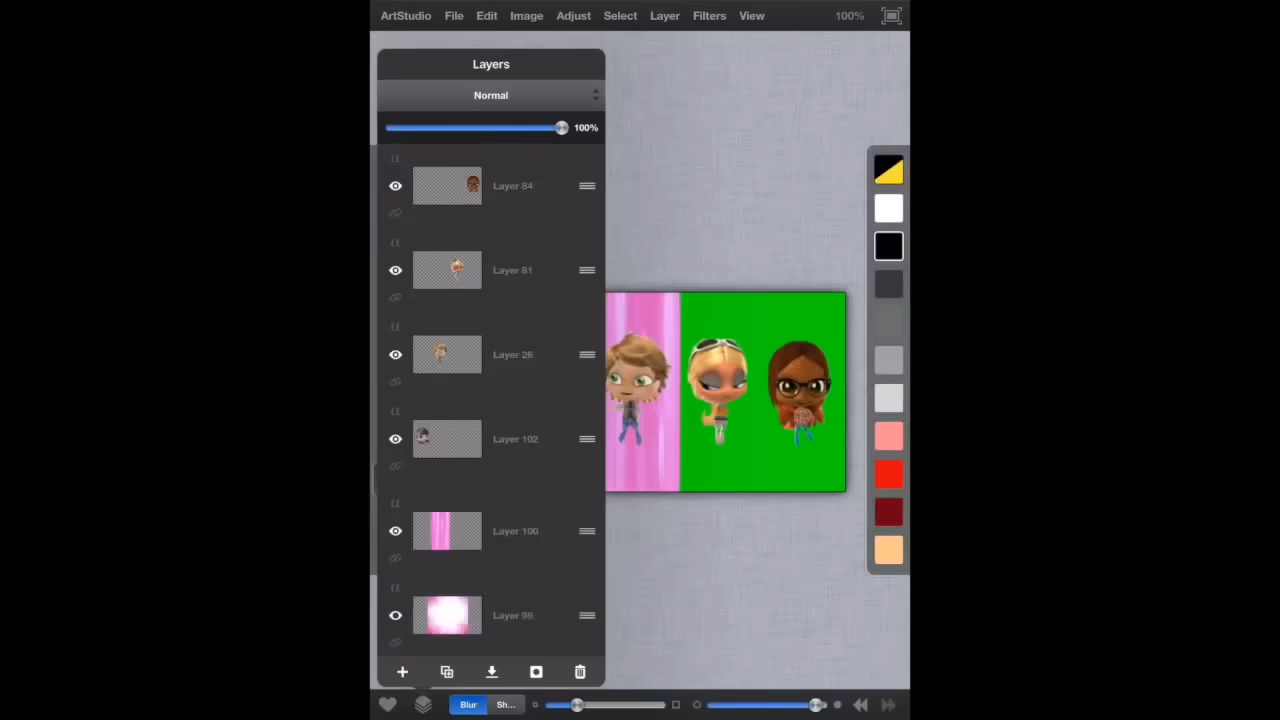 ArtStudio File Edit Image Adjust Select Layer Filters View 100%
Layers
Normal
100%
Layer 84
Layer 81
Layer 26
Layer 102
Layer 100
Layer 99
Blur Sh...